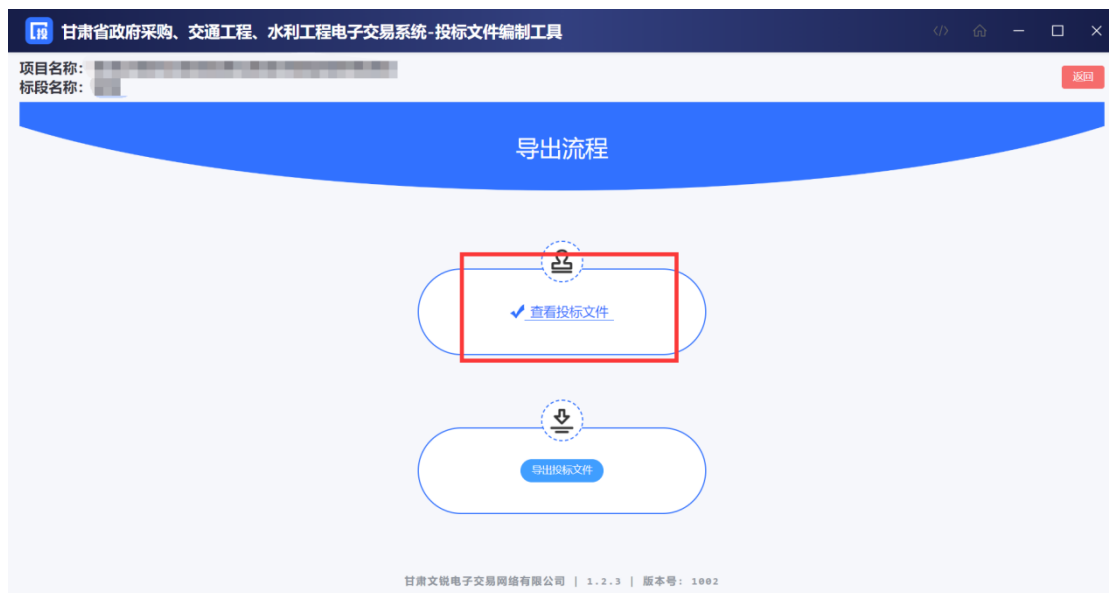 投
甘肃省政府采购、交通工程、水利工程电子交易系统-投标文件编制工具
项目名称：
标段名称：
返回
导出流程
查看投标文件
导出投标文件
甘肃文锐电子交易网络有限公司 | 1.2.3 | 版本号: 1002